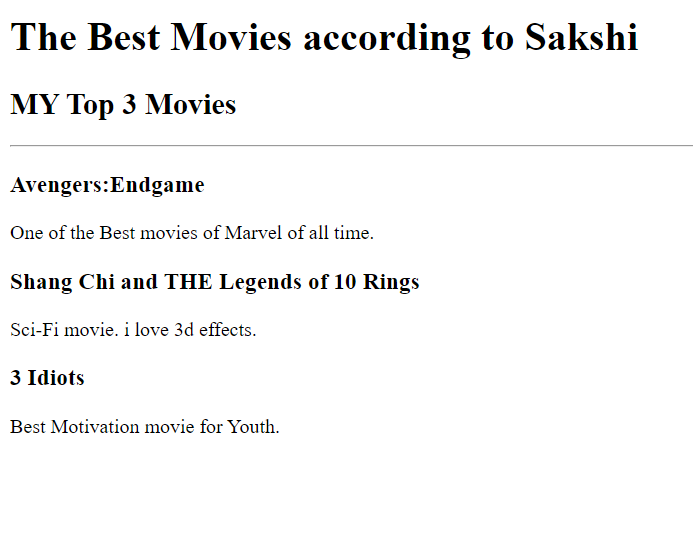 The Best Movies according to Sakshi
MY Top 3 Movies
Avengers:Endgame
One of the Best movies of Marvel of all time.
Shang Chi and THE Legends of 10 Rings
Sci-Fi movie. i love 3d effects.
3 Idiots
Best Motivation movie for Youth.